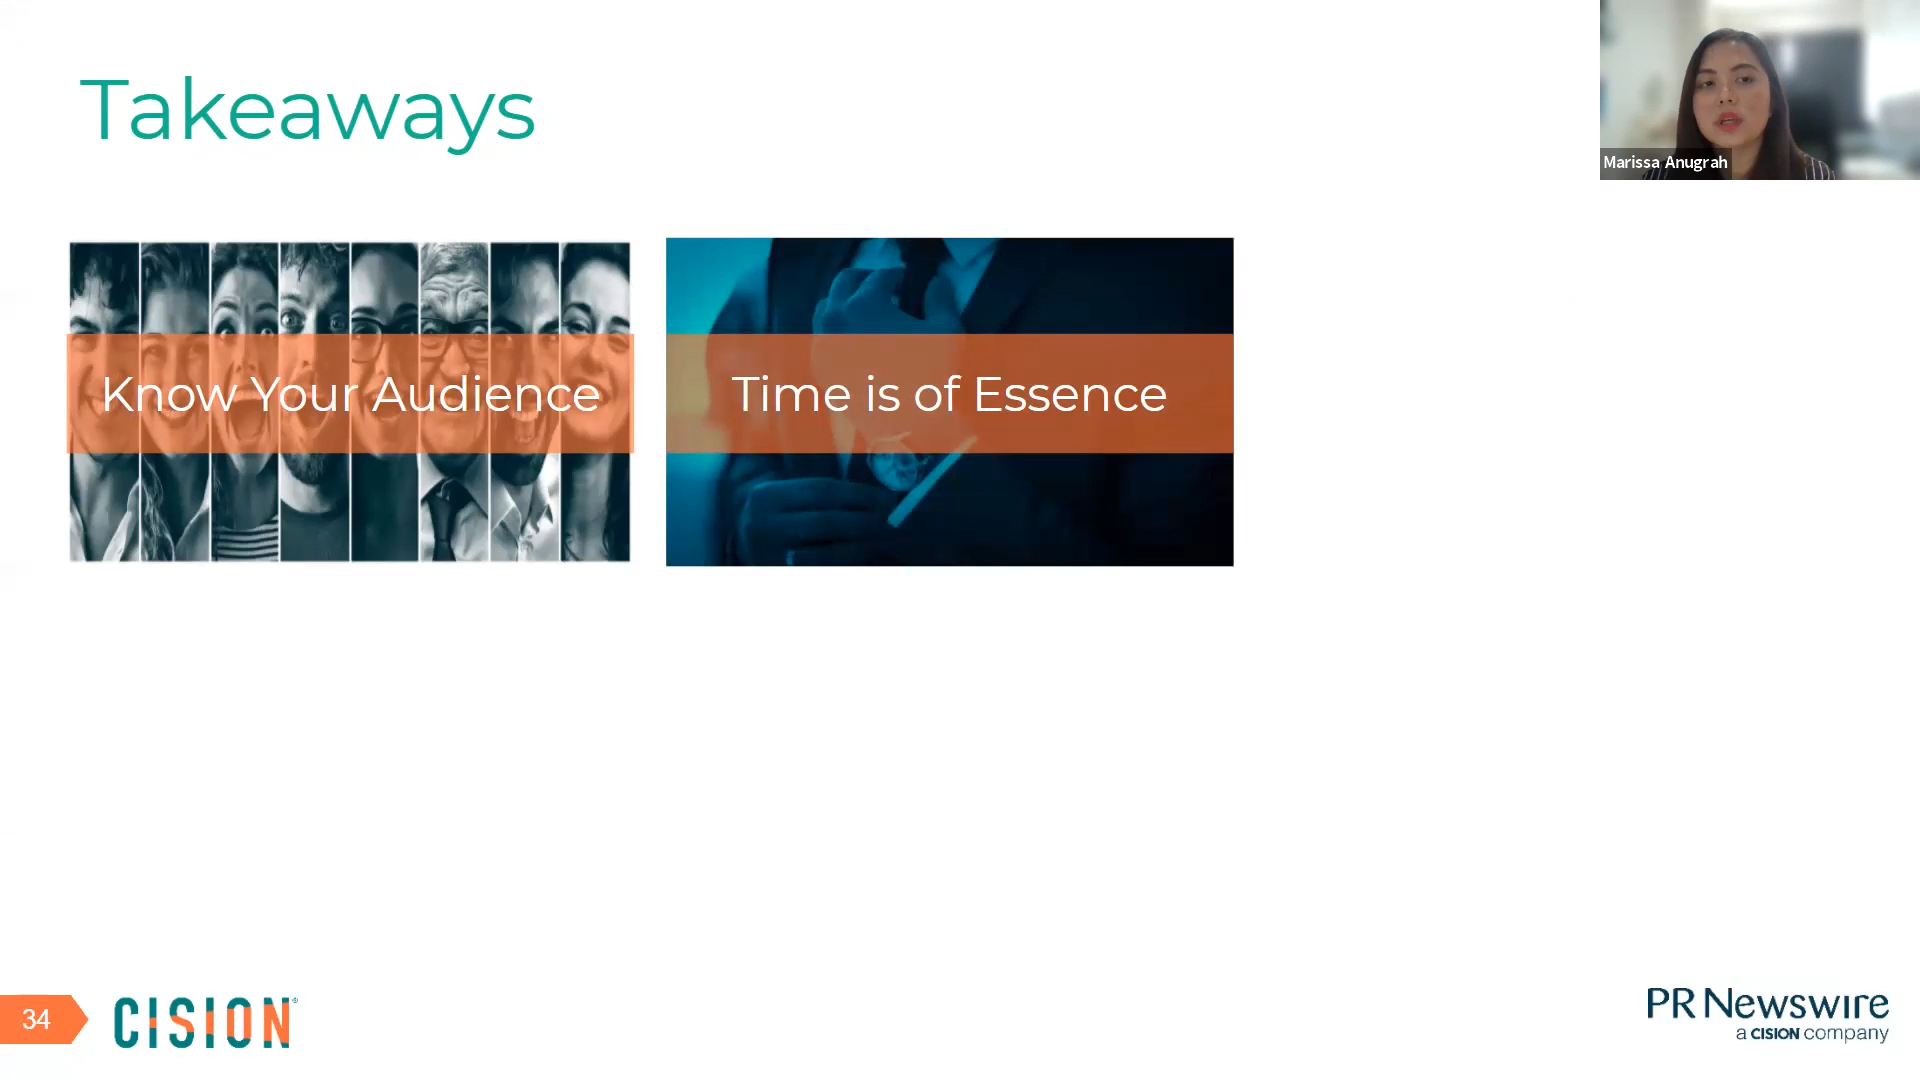 Takeaways
Marissa Anugrah
Know Your Audience
Time is of Essence
34
CISION®
PR Newswire
a CISION company